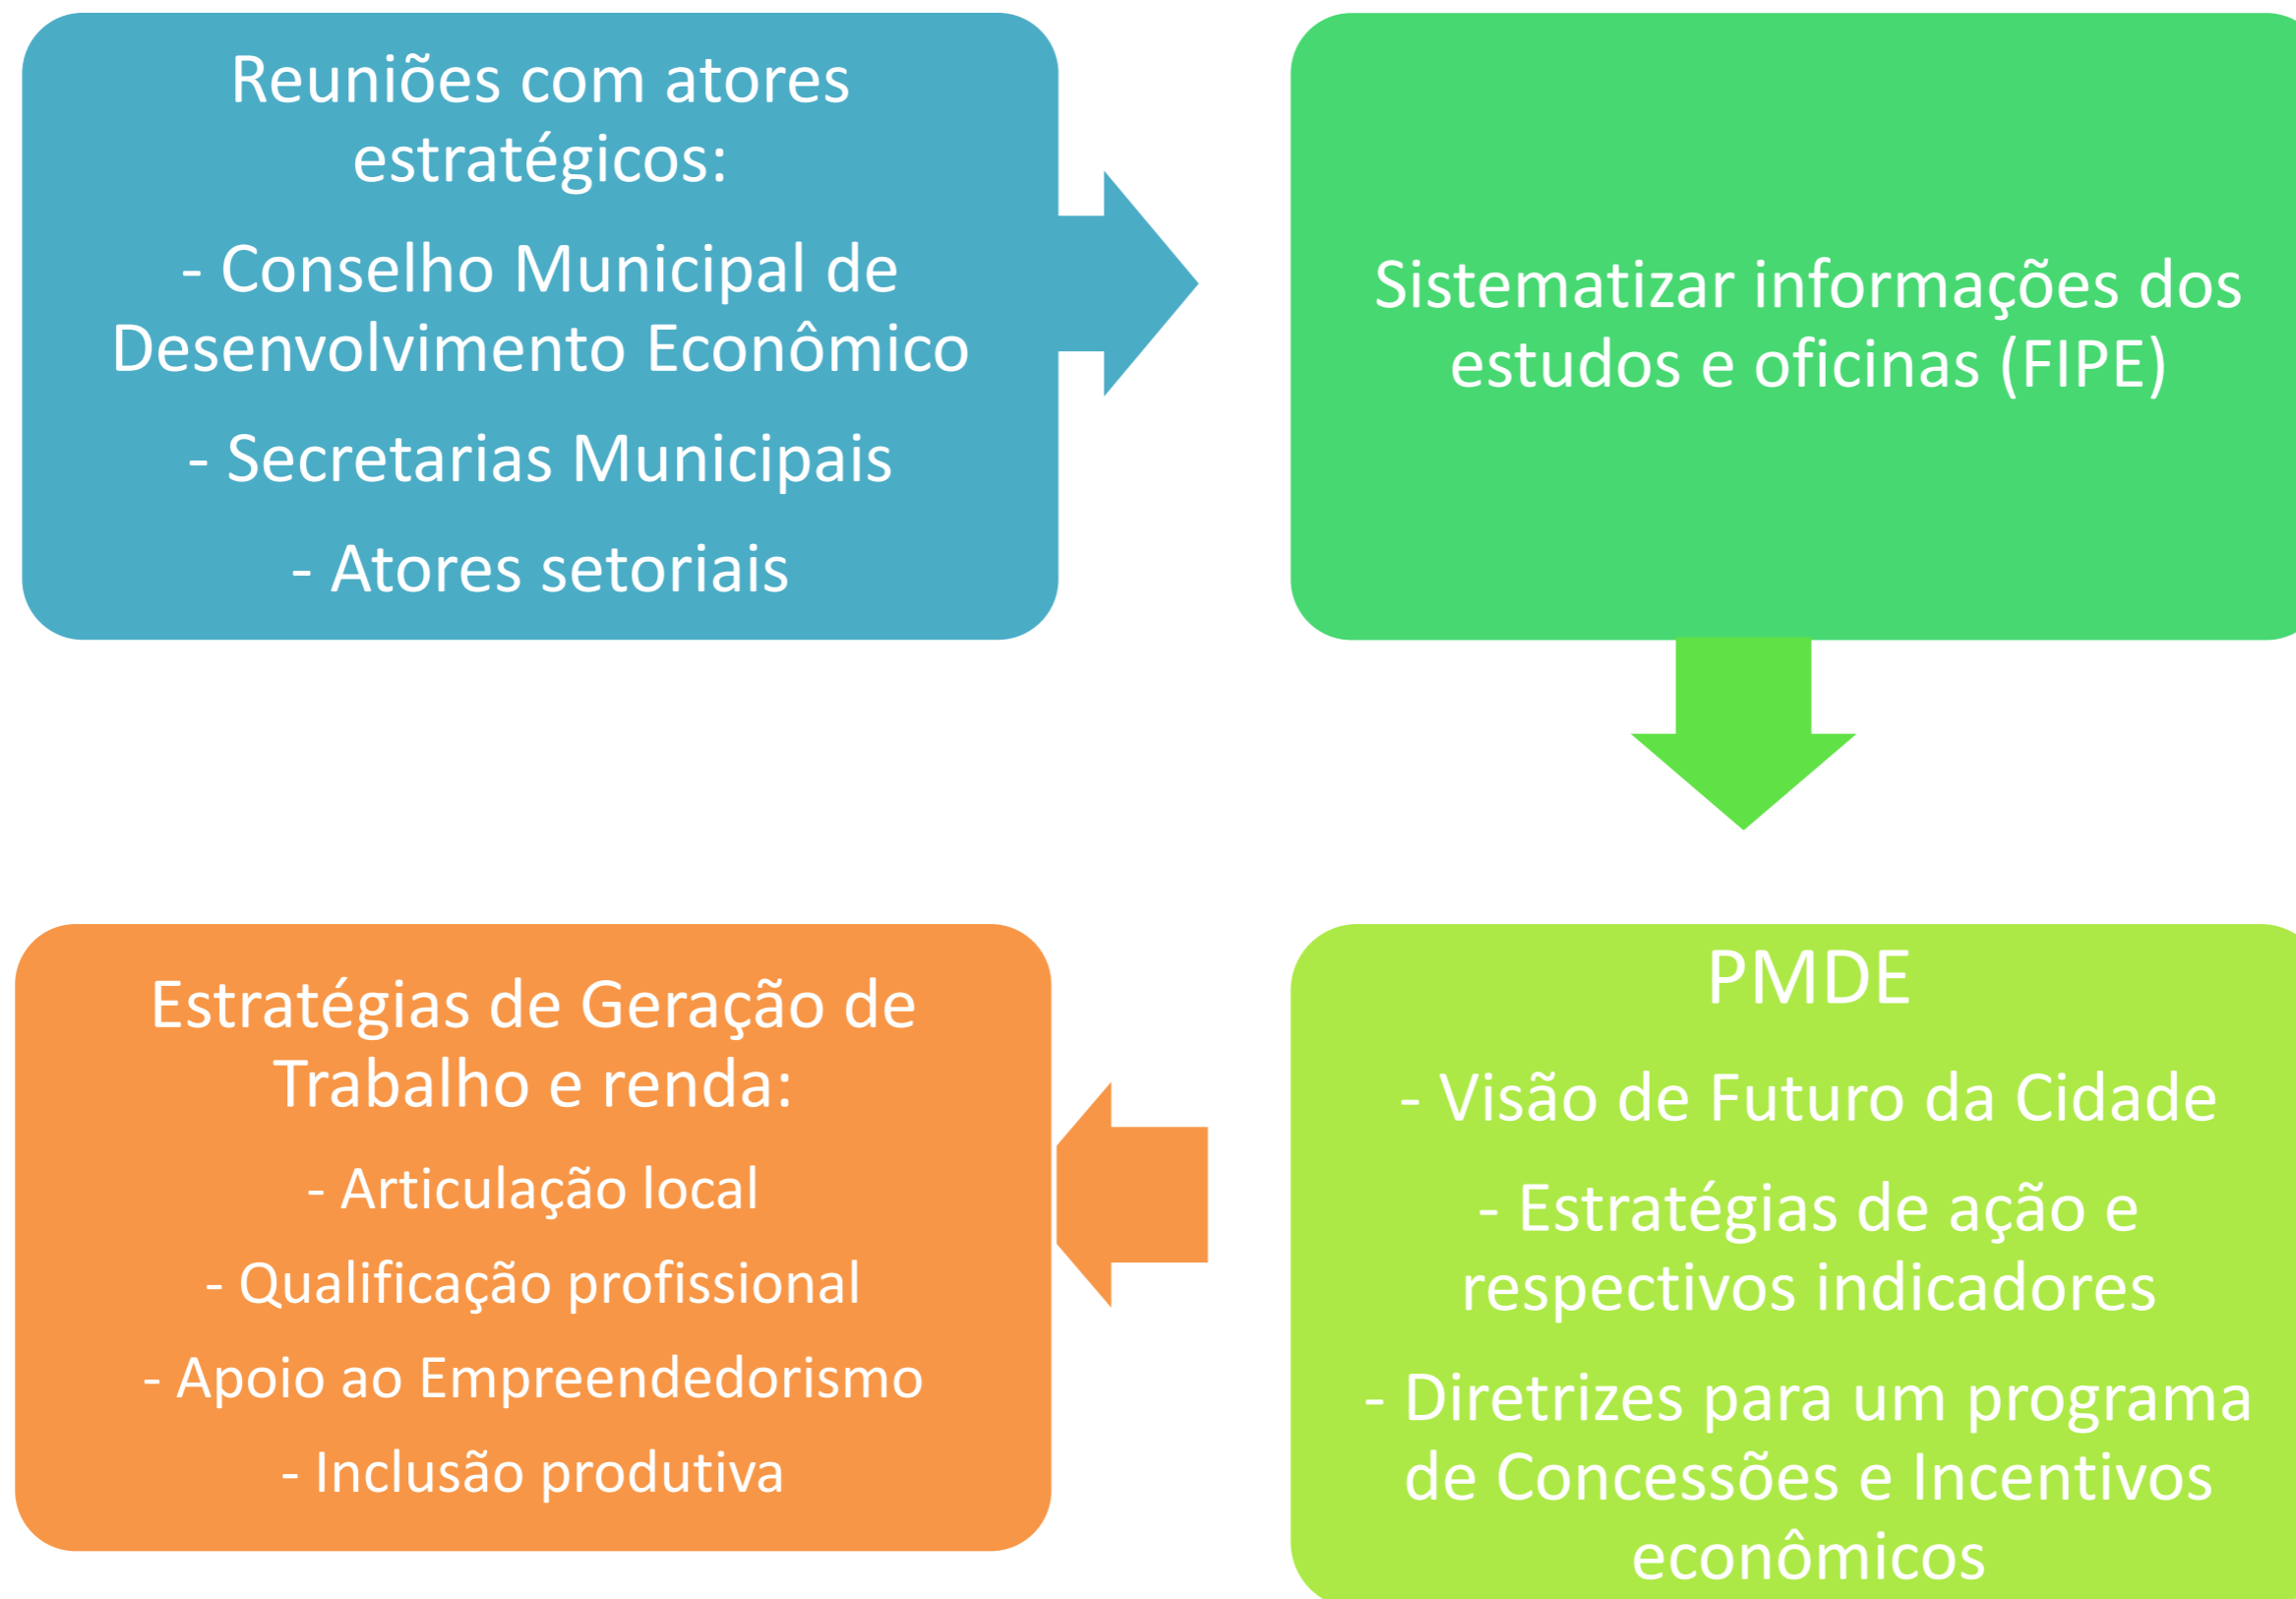 Reuniões com atores
estratégicos:
- Conselho Municipal de
Desenvolvimento Econômico
- Secretarias Municipais
- Atores setoriais
Sistematizar informações dos
estudos e oficinas (FIPE)
PMDE
- Visão de Futuro da Cidade
- Estratégias de ação e
respectivos indicadores
- Diretrizes para um programa
de Concessões e Incentivos
econômicos
Estratégias de Geração de
Trabalho e renda:
- Articulação local
- Qualificação profissional
- Apoio ao Empreendedorismo
- Inclusão produtiva